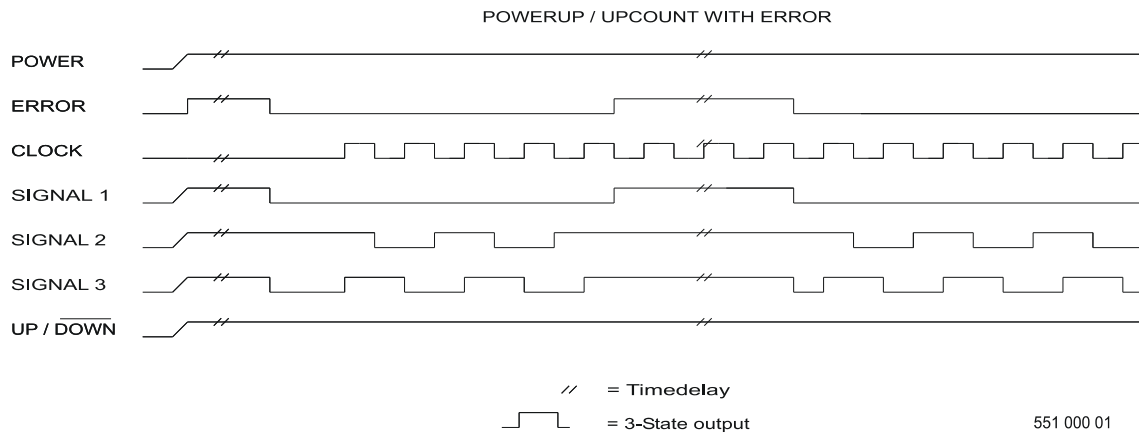 POWERUP / UPCOUNT WITH ERROR
POWER
ERROR
CLOCK
SIGNAL 1
SIGNAL 2
SIGNAL 3
UP / DOWN
// = Timedelay
= 3-State output
551 000 01